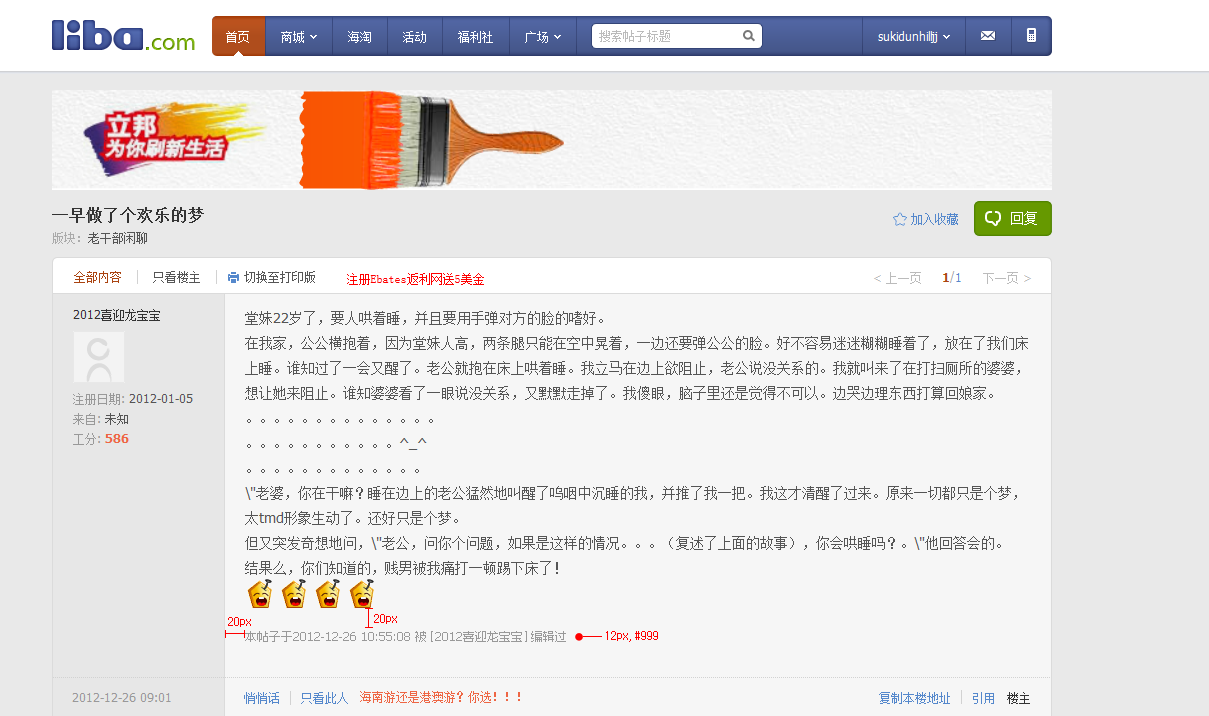 liba.com
首页 商城 海淘 活动 福利社 广场 搜索帖子标题 sukidunhilljj
立邦
为你刷新生活
一早做了个欢乐的梦
加入收藏 回复
版块：老干部闲聊
全部内容 只看楼主 切换至打印版 注册Ebates返利网送5美金 < 上一页 1/1 下一页 >
2012喜迎龙宝宝
注册日期: 2012-01-05
来自: 未知
工分: 586
堂妹22岁了，要人哄着睡，并且要用手弹对方的脸的嗜好。
在我家，公公横抱着，因为堂妹人高，两条腿只能在空中晃着，一边还要弹公公的脸。好不容易迷迷糊糊睡着了，放在了我们床
上睡。谁知过了一会又醒了。老公就抱在床上哄着睡。我立马在边上欲阻止，老公说没关系的。我就叫来了在打扫厕所的婆婆，
想让她来阻止。谁知婆婆看了一眼说没关系，又默默走掉了。我傻眼，脑子里还是觉得不可以。边哭边理东西打算回娘家。
。。。。。。。。。。。。。。
。。。。。。。。。。。^_^
。。。。。。。。。。。。。
\"老婆，你在干嘛？睡在边上的老公猛然地叫醒了呜咽中沉睡的我，并推了我一把。我这才清醒了过来。原来一切都只是个梦，
太tmd形象生动了。还好只是个梦。
但又突发奇想地问，\"老公，问你个问题，如果是这样的情况。。。（复述了上面的故事），你会哄睡吗？。\"他回答会的。
结果么，你们知道的，贱男被我痛打一顿踢下床了！
20px
20px
本帖子于2012-12-26 10:55:08 被 [2012喜迎龙宝宝] 编辑过 12px, #999
2012-12-26 09:01 悄悄话 只看此人 海南游还是港澳游？你选！！！ 复制本楼地址 引用 楼主